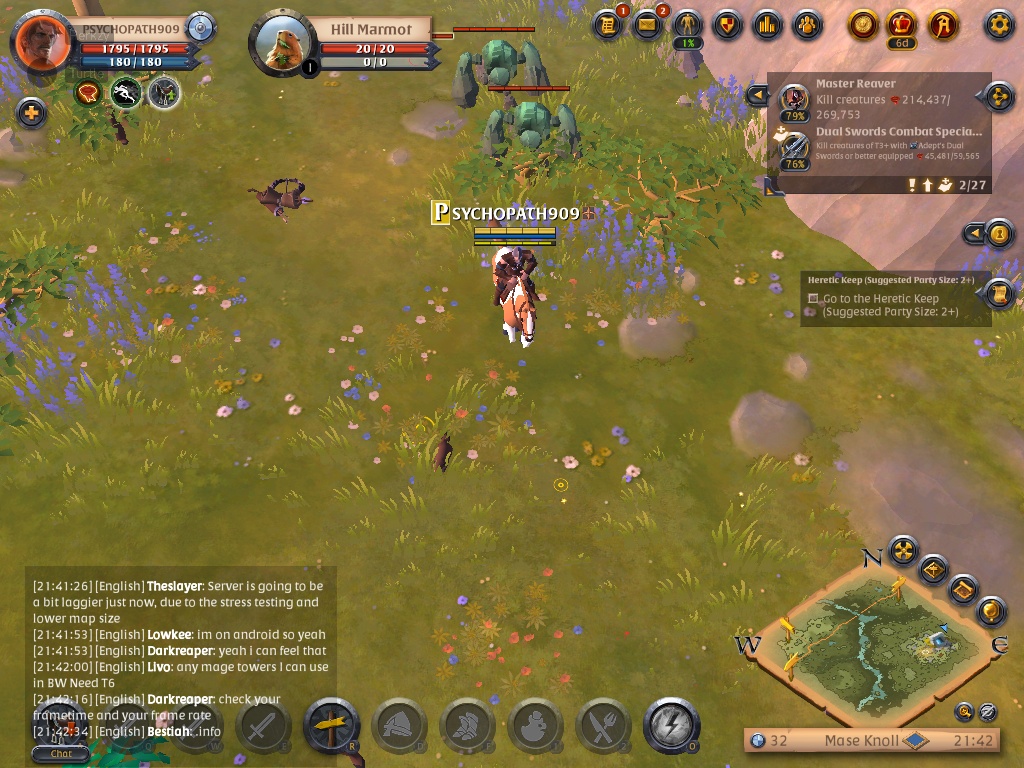 PSYCHOPATH909
1795 / 1795
180 / 180
Hill Marmot
20 / 20
0 / 0
I
1
2
1%
6d
Master Reaver
Kill creatures 214,437/
269,753
79%
Dual Swords Combat Specia...
Kill creatures of T3+ with Adept's Dual
Swords or better equipped 45,481/59,565
76%
2/27
PSYCHOPATH909
Heretic Keep (Suggested Party Size: 2+)
Go to the Heretic Keep
(Suggested Party Size: 2+)
[21:41:26] [English] Theslayer: Server is going to be
a bit laggier just now, due to the stress testing and
lower map size
[21:41:53] [English] Lowkee: im on android so yeah
[21:41:53] [English] Darkreaper: yeah i can feel that
[21:42:00] [English] Livo: any mage towers I can use
in BW Need T6
[21:42:16] [English] Darkreaper: check your
frametime and your frame rate
[21:42:34] [English] Bestiah: .info
Chat
R
O
N
W
E
32
Mase Knoll
21:42